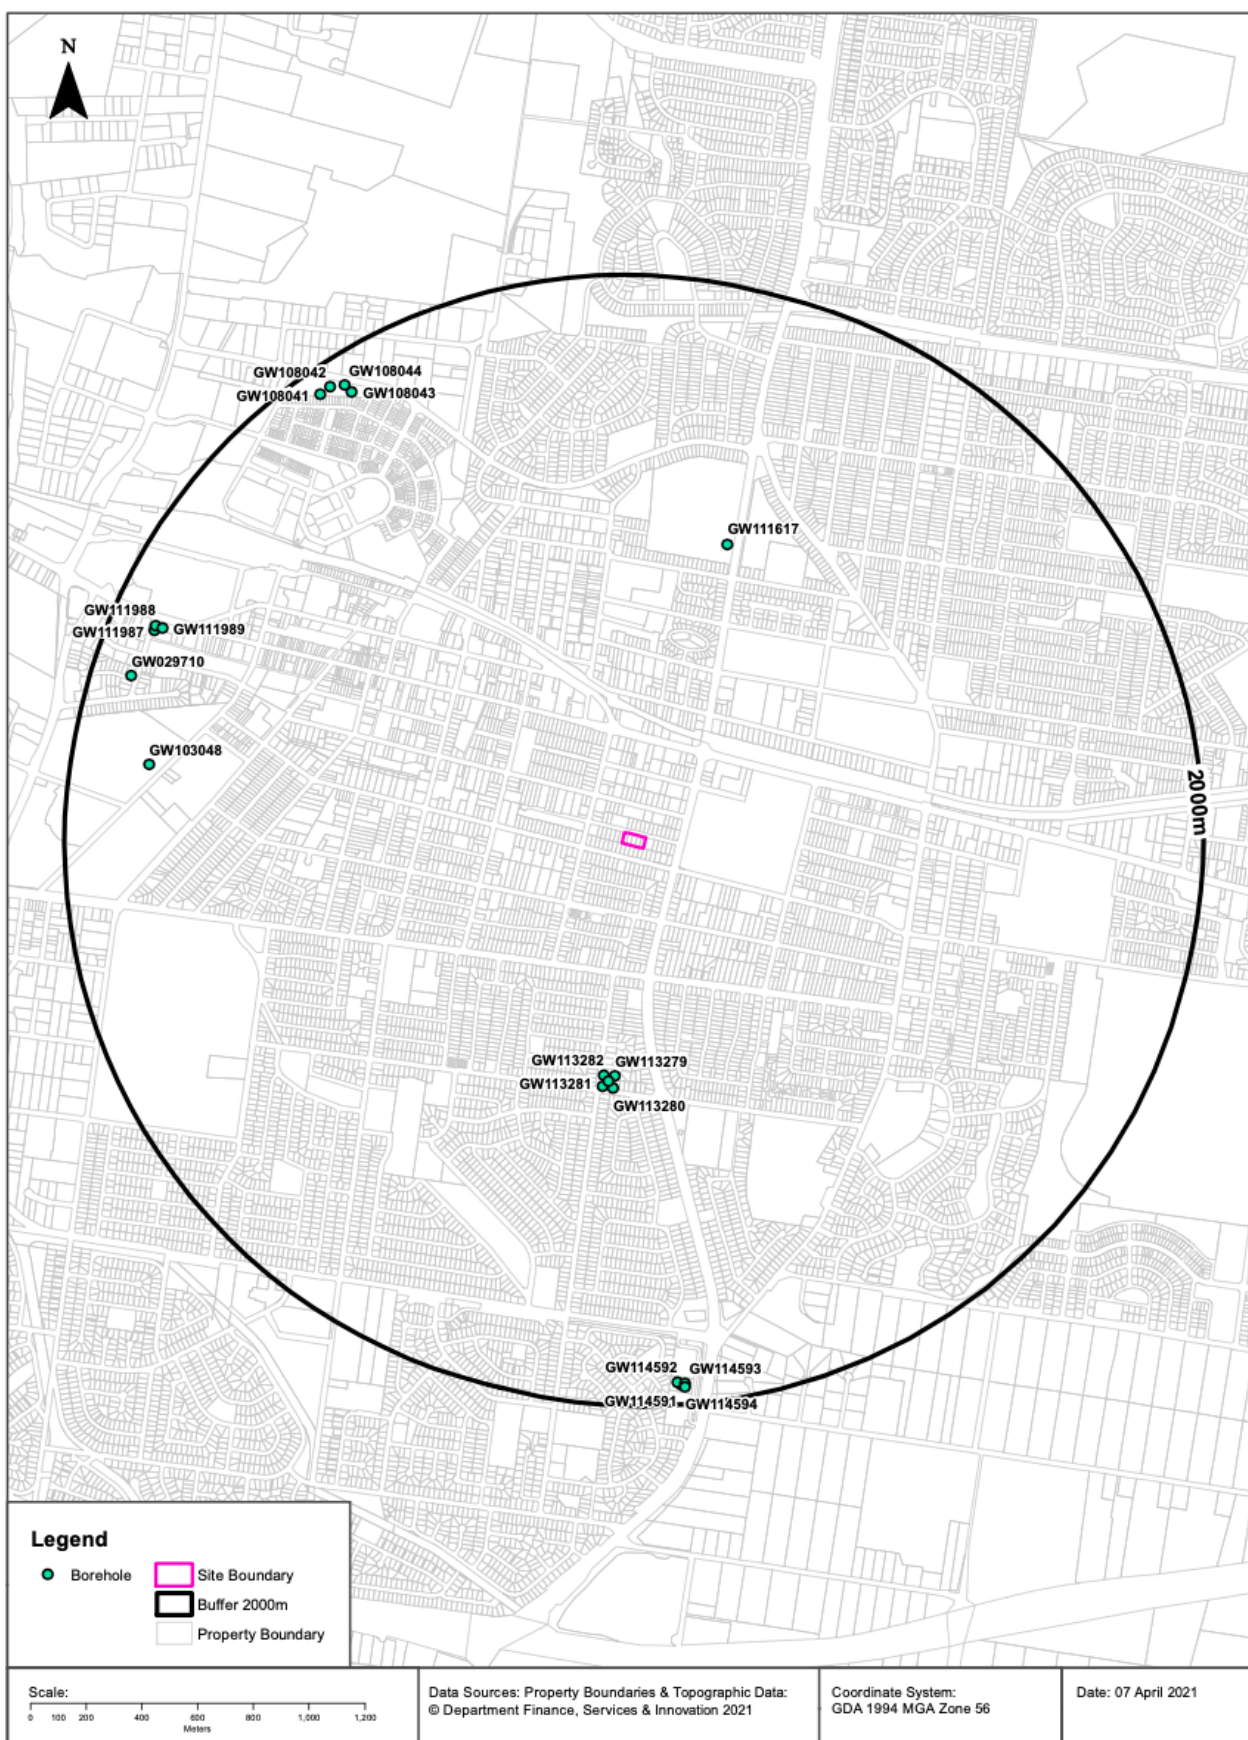 N
GW108042
GW108044
GW108041
GW108043
GW111617
GW111988
GW111987
GW111989
GW029710
GW103048
2000m
GW113282
GW113279
GW113281
GW113280
GW114592
GW114593
GW114591
GW114594
Legend
Borehole
Site Boundary
Buffer 2000m
Property Boundary
Scale:
0 100 200 400 600 800 1,000 1,200
Meters
Data Sources: Property Boundaries & Topographic Data:
© Department Finance, Services & Innovation 2021
Coordinate System:
GDA 1994 MGA Zone 56
Date: 07 April 2021